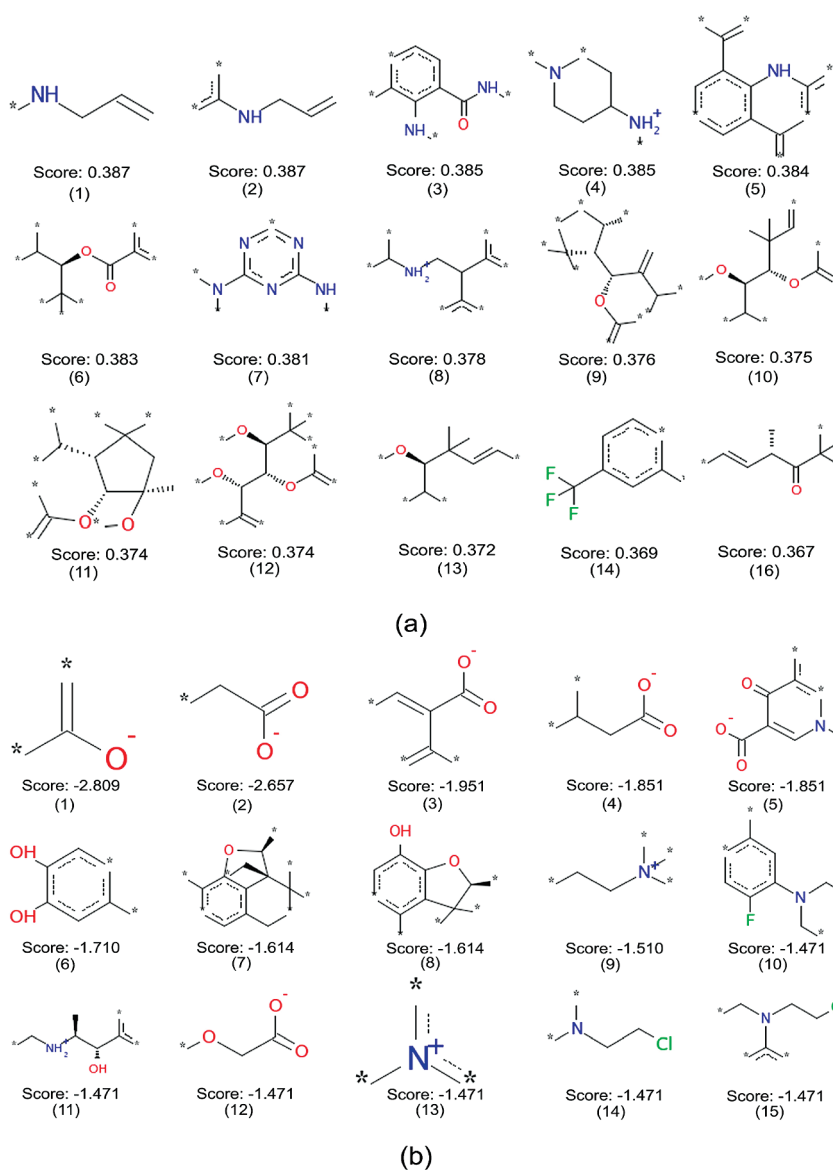 NH
*
Score: 0.387
(1)
*
*
NH
Score: 0.387
(2)
*
*
NH
*
O
NH
*
Score: 0.385
(3)
*
*
N
NH2+
*
Score: 0.385
(4)
*
*
NH
*
*
*
*
Score: 0.384
(5)
*
*
O
O
*
*
*
*
*
Score: 0.383
(6)
*
N
N
N
*
N
*
NH
*
Score: 0.381
(7)
*
*
NH2+
*
*
*
*
Score: 0.378
(8)
*
*
*
*
*
O
*
*
*
*
Score: 0.376
(9)
*
*
O
*
O
*
*
*
Score: 0.375
(10)
*
*
*
*
*
*
O
*
O
Score: 0.374
(11)
*
*
*
O
*
O
*
O
*
*
*
Score: 0.374
(12)
*
O
*
*
*
Score: 0.372
(13)
F
F
F
*
*
Score: 0.369
(14)
*
O
*
*
Score: 0.367
(16)
(a)
*
*
O-
Score: -2.809
(1)
*
O
O-
Score: -2.657
(2)
O-
O
*
*
*
Score: -1.951
(3)
*
*
O-
O
Score: -1.851
(4)
*
O
*
O-
O
N
Score: -1.851
(5)
OH
OH
*
*
Score: -1.710
(6)
O
*
*
*
*
*
*
*
Score: -1.614
(7)
OH
O
*
*
*
*
*
Score: -1.614
(8)
*
*
*
*
N+
Score: -1.510
(9)
*
*
F
N
*
Score: -1.471
(10)
*
NH2+
OH
*
*
Score: -1.471
(11)
*
O
O-
O
Score: -1.471
(12)
*
N+
*
*
Score: -1.471
(13)
*
*
N
Cl
Score: -1.471
(14)
*
N
*
*
Score: -1.471
(15)
(b)